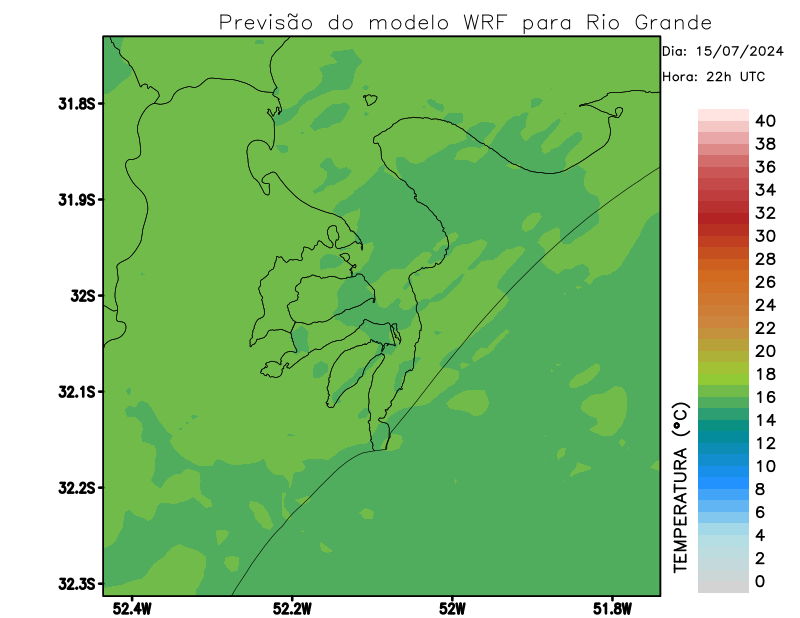 Previsão do modelo WRF para Rio Grande
Dia: 15/07/2024
Hora: 22h UTC
31.8S
31.9S
32S
32.1S
32.2S
32.3S
52.4W
52.2W
52W
51.8W
TEMPERATURA (°C)
40
38
36
34
32
30
28
26
24
22
20
18
16
14
12
10
8
6
4
2
0